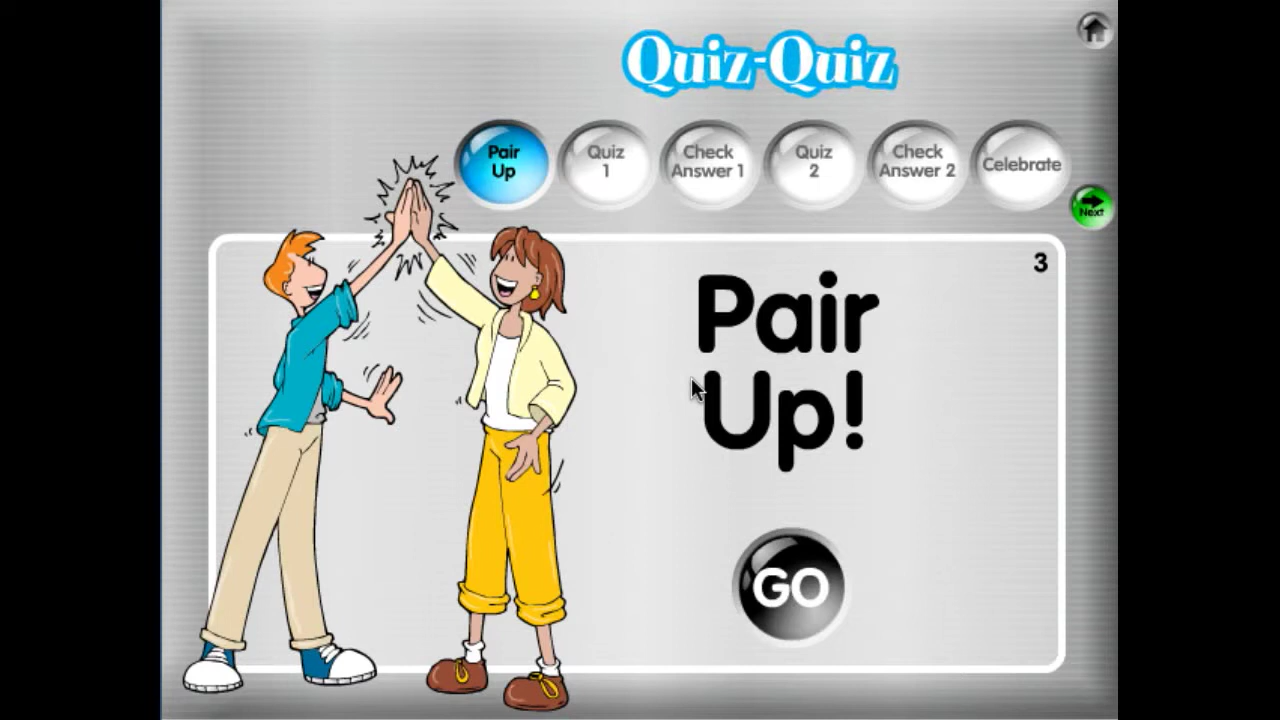 Quiz-Quiz
Pair
Up
Quiz
1
Check
Answer 1
Quiz
2
Check
Answer 2
Celebrate
Next
3
Pair
Up!
GO